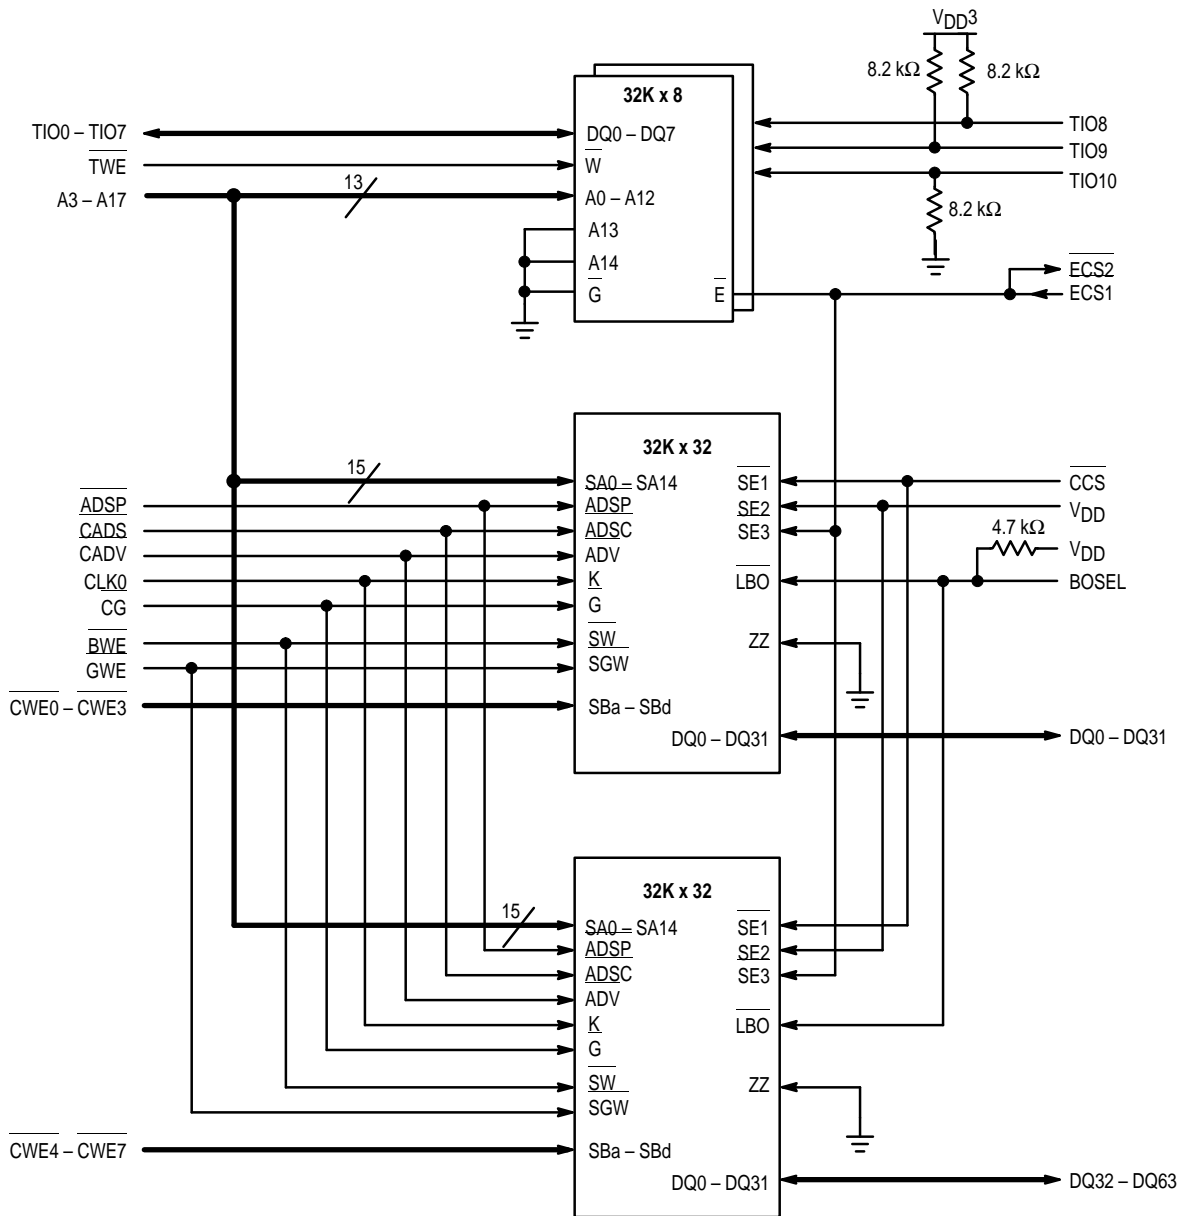 VDD3
8.2 kΩ
8.2 kΩ
32K x 8
TIO0 – TIO7
DQ0 – DQ7
TIO8
TWE
W
TIO9
A3 – A17
13
A0 – A12
TIO10
8.2 kΩ
A13
A14
ECS2
G
E
ECS1
32K x 32
15
SA0 – SA14
SE1
CCS
ADSP
ADSP
SE2
VDD
CADS
ADSC
SE3
4.7 kΩ
CADV
ADV
VDD
CLK0
K
LBO
BOSEL
CG
G
BWE
SW
ZZ
GWE
SGW
CWE0 – CWE3
SBa – SBd
DQ0 – DQ31
DQ0 – DQ31
32K x 32
15
SA0 – SA14
SE1
ADSP
SE2
ADSC
SE3
ADV
K
LBO
G
SW
ZZ
SGW
CWE4 – CWE7
SBa – SBd
DQ0 – DQ31
DQ32 – DQ63